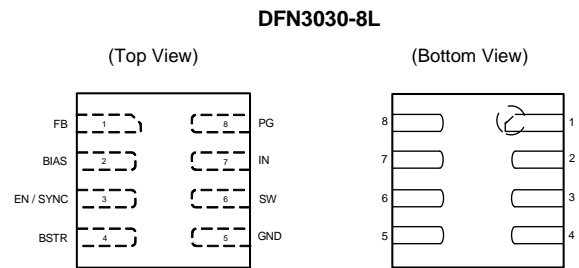 DFN3030-8L
(Top View) (Bottom View)
FB 1 8 PG 8 1
BIAS 2 7 IN 7 2
EN / SYNC 3 6 SW 6 3
BSTR 4 5 GND 5 4